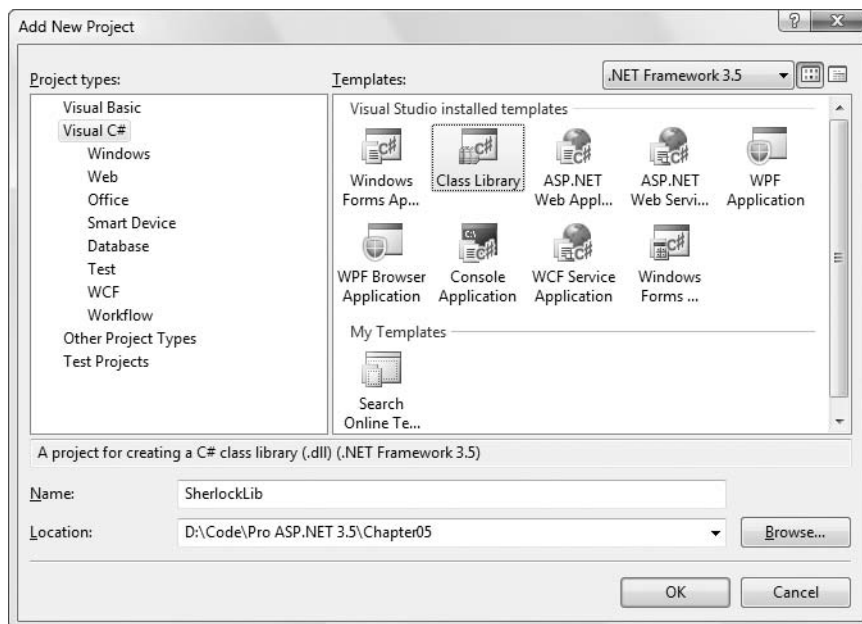 Add New Project
Project types:
Templates:
.NET Framework 3.5
Visual Basic
Visual C#
Windows
Web
Office
Smart Device
Database
Test
WCF
Workflow
Other Project Types
Test Projects
Visual Studio installed templates
Windows Forms Ap...
Class Library
ASP.NET Web Appl...
ASP.NET Web Servi...
WPF Application
WPF Browser Application
Console Application
WCF Service Application
Windows Forms ...
My Templates
Search Online Te...
A project for creating a C# class library (.dll) (.NET Framework 3.5)
Name:
SherlockLib
Location:
D:\Code\Pro ASP.NET 3.5\Chapter05
Browse...
OK
Cancel